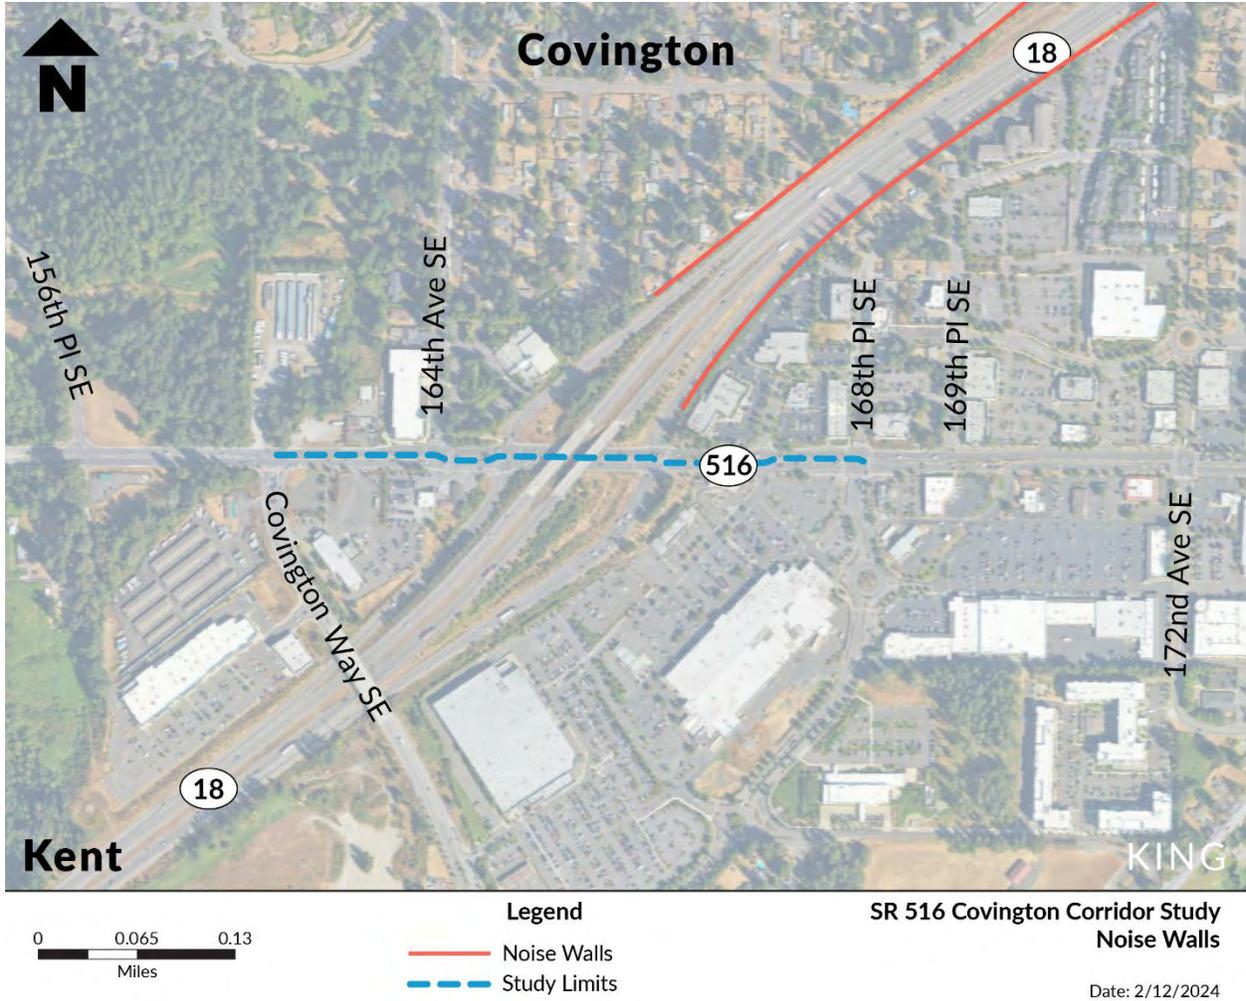 Covington
18
N
156th Pl SE
164th Ave SE
168th Pl SE
169th Pl SE
516
Covington Way SE
172nd Ave SE
18
Kent
KING
Legend
Noise Walls
Study Limits
0 0.065 0.13
Miles
SR 516 Covington Corridor Study
Noise Walls
Date: 2/12/2024